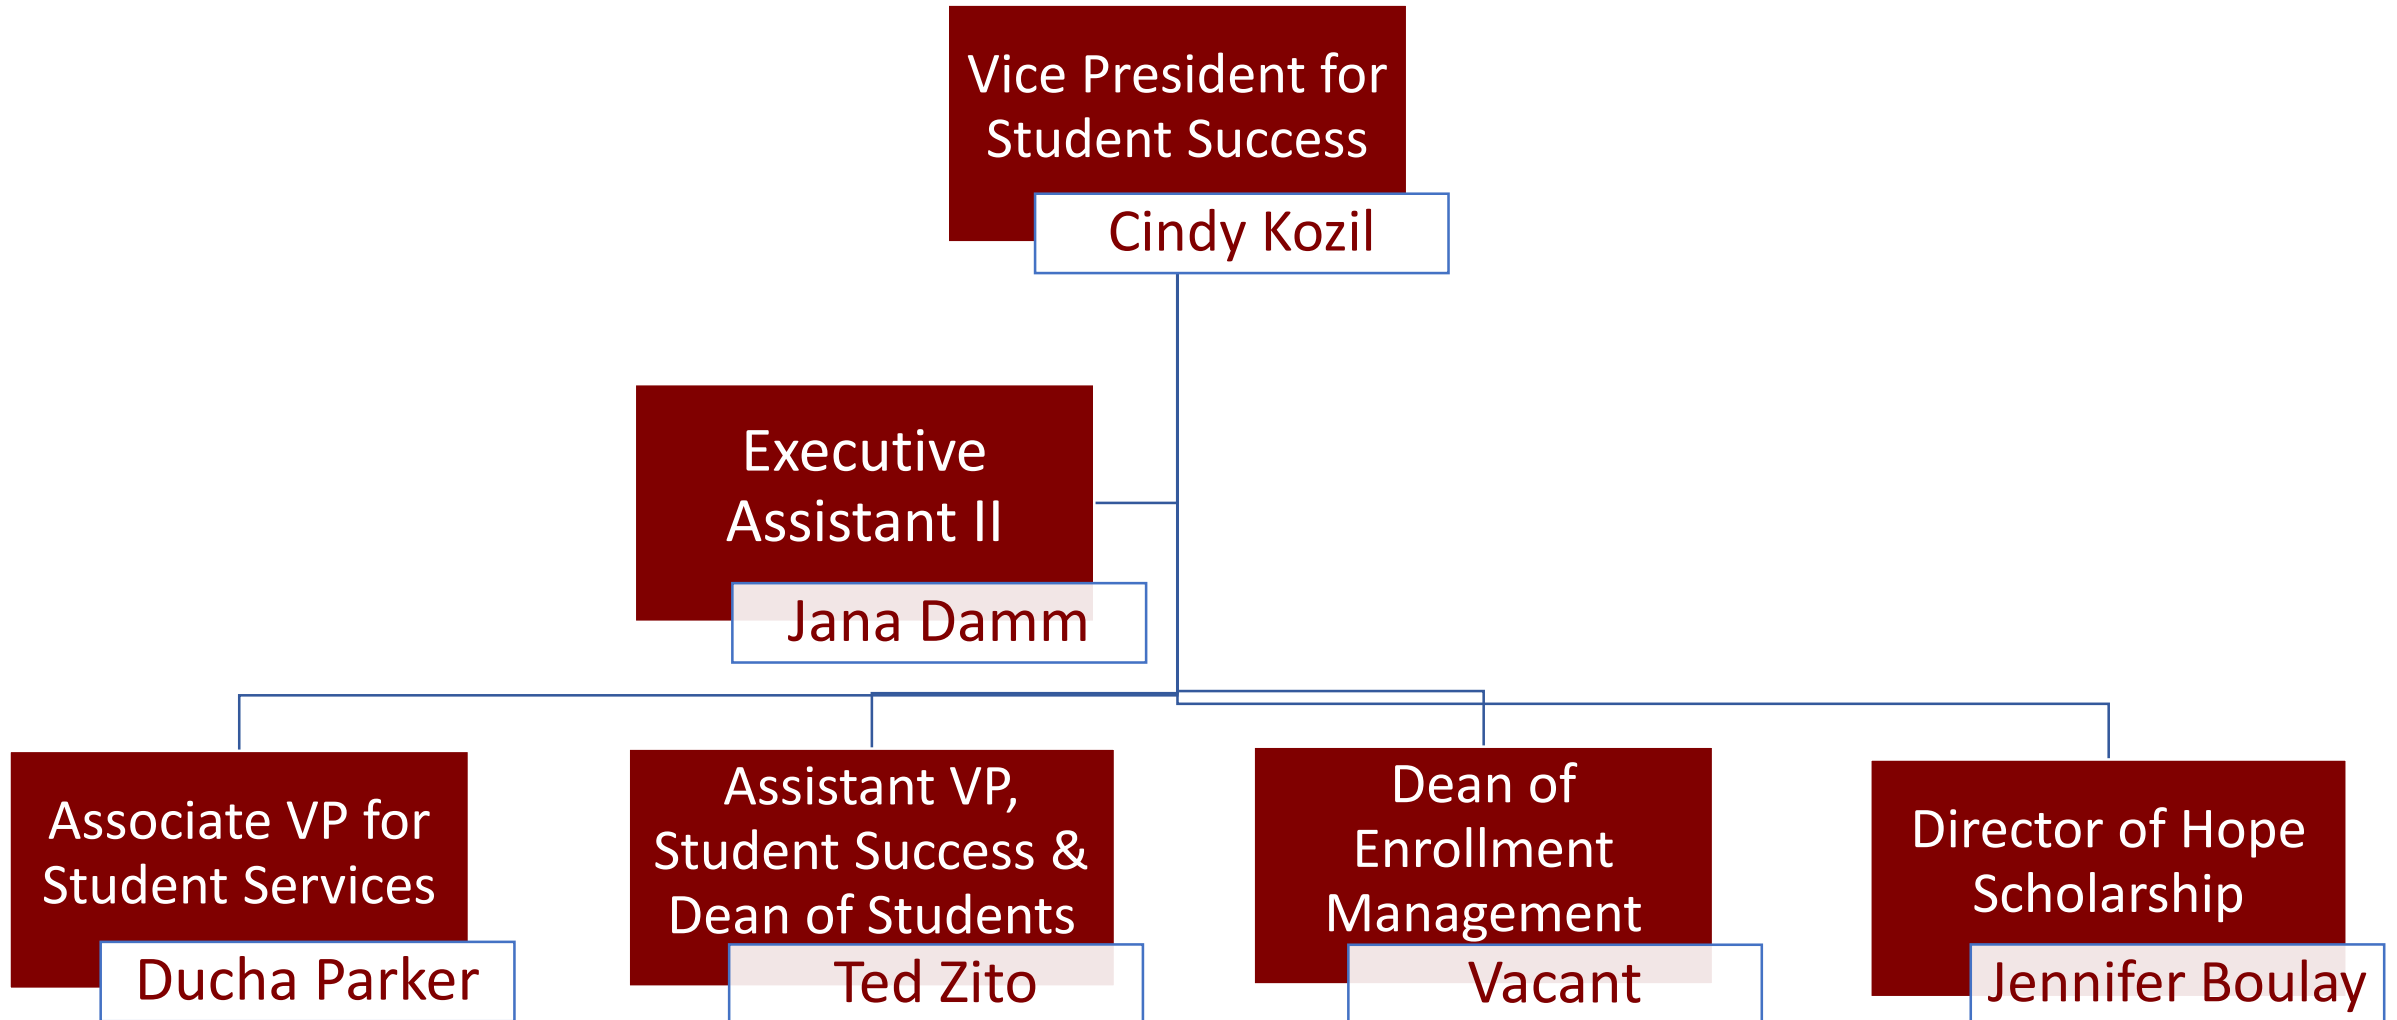 Vice President for
Student Success
Cindy Kozil
Executive
Assistant II
Jana Damm
Associate VP for
Student Services
Ducha Parker
Assistant VP,
Student Success &
Dean of Students
Ted Zito
Dean of
Enrollment
Management
Vacant
Director of Hope
Scholarship
Jennifer Boulay